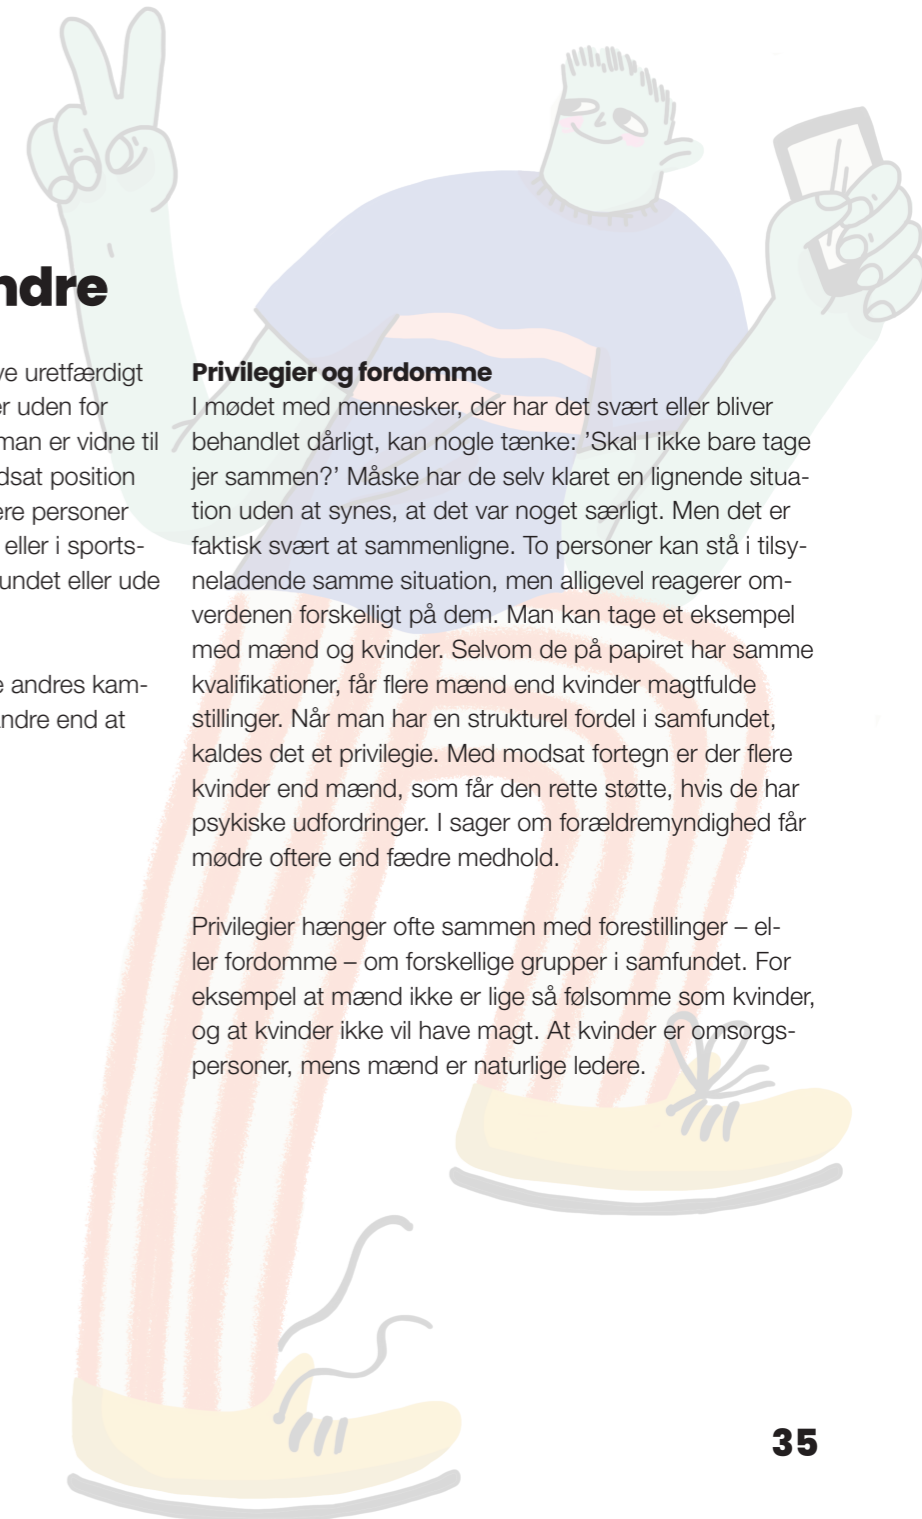 ndre
ve uretfærdigt
er uden for
man er vidne til
dsat position
ere personer
eller i sports-
undet eller ude
e andres kam-
ndre end at
Privilegier og fordomme
I mødet med mennesker, der har det svært eller bliver
behandlet dårligt, kan nogle tænke: ’Skal I ikke bare tage
jer sammen?’ Måske har de selv klaret en lignende situa-
tion uden at synes, at det var noget særligt. Men det er
faktisk svært at sammenligne. To personer kan stå i tilsy-
neladende samme situation, men alligevel reagerer om-
verdenen forskelligt på dem. Man kan tage et eksempel
med mænd og kvinder. Selvom de på papiret har samme
kvalifikationer, får flere mænd end kvinder magtfulde
stillinger. Når man har en strukturel fordel i samfundet,
kaldes det et privilegie. Med modsat fortegn er der flere
kvinder end mænd, som får den rette støtte, hvis de har
psykiske udfordringer. I sager om forældremyndighed får
mødre oftere end fædre medhold.
Privilegier hænger ofte sammen med forestillinger – el-
ler fordomme – om forskellige grupper i samfundet. For
eksempel at mænd ikke er lige så følsomme som kvinder,
og at kvinder ikke vil have magt. At kvinder er omsorgs-
personer, mens mænd er naturlige ledere.
35